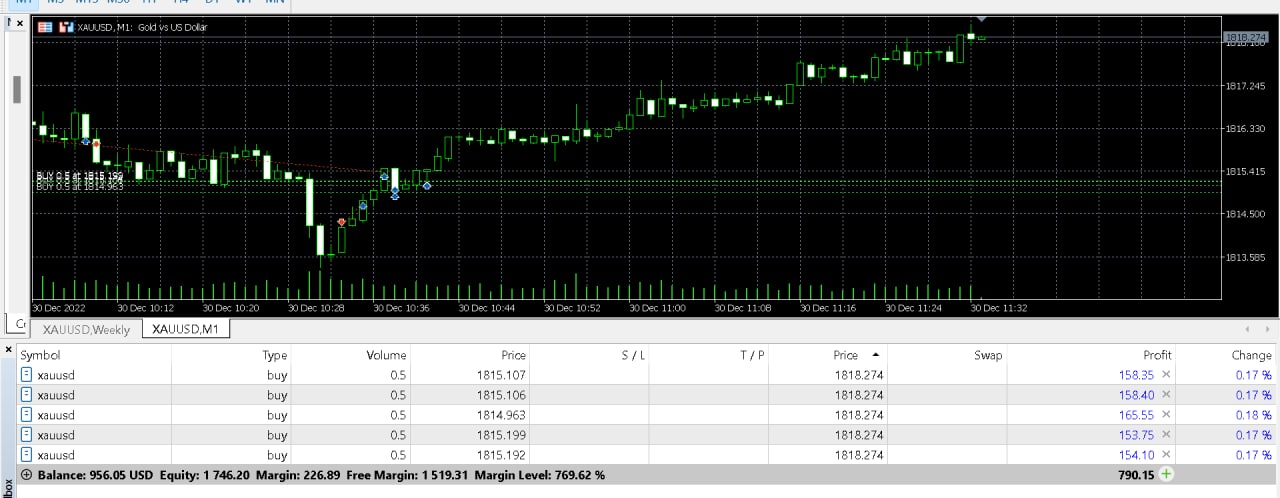 XAUUSD, M1: Gold vs US Dollar
1818.274
1817.245
1816.330
BUY 0.5 at 1815.199
BUY 0.5 at 1814.963
1815.415
1814.500
1813.585
30 Dec 2022 30 Dec 10:12 30 Dec 10:20 30 Dec 10:28 30 Dec 10:36 30 Dec 10:44 30 Dec 10:52 30 Dec 11:00 30 Dec 11:08 30 Dec 11:16 30 Dec 11:24 30 Dec 11:32
XAUUSD,Weekly XAUUSD,M1
Symbol Type Volume Price S / L T / P Price Swap Profit Change
xauusd buy 0.5 1815.107 1818.274 158.35 0.17 %
xauusd buy 0.5 1815.106 1818.274 158.40 0.17 %
xauusd buy 0.5 1814.963 1818.274 165.55 0.18 %
xauusd buy 0.5 1815.199 1818.274 153.75 0.17 %
xauusd buy 0.5 1815.192 1818.274 154.10 0.17 %
Balance: 956.05 USD Equity: 1 746.20 Margin: 226.89 Free Margin: 1 519.31 Margin Level: 769.62 % 790.15